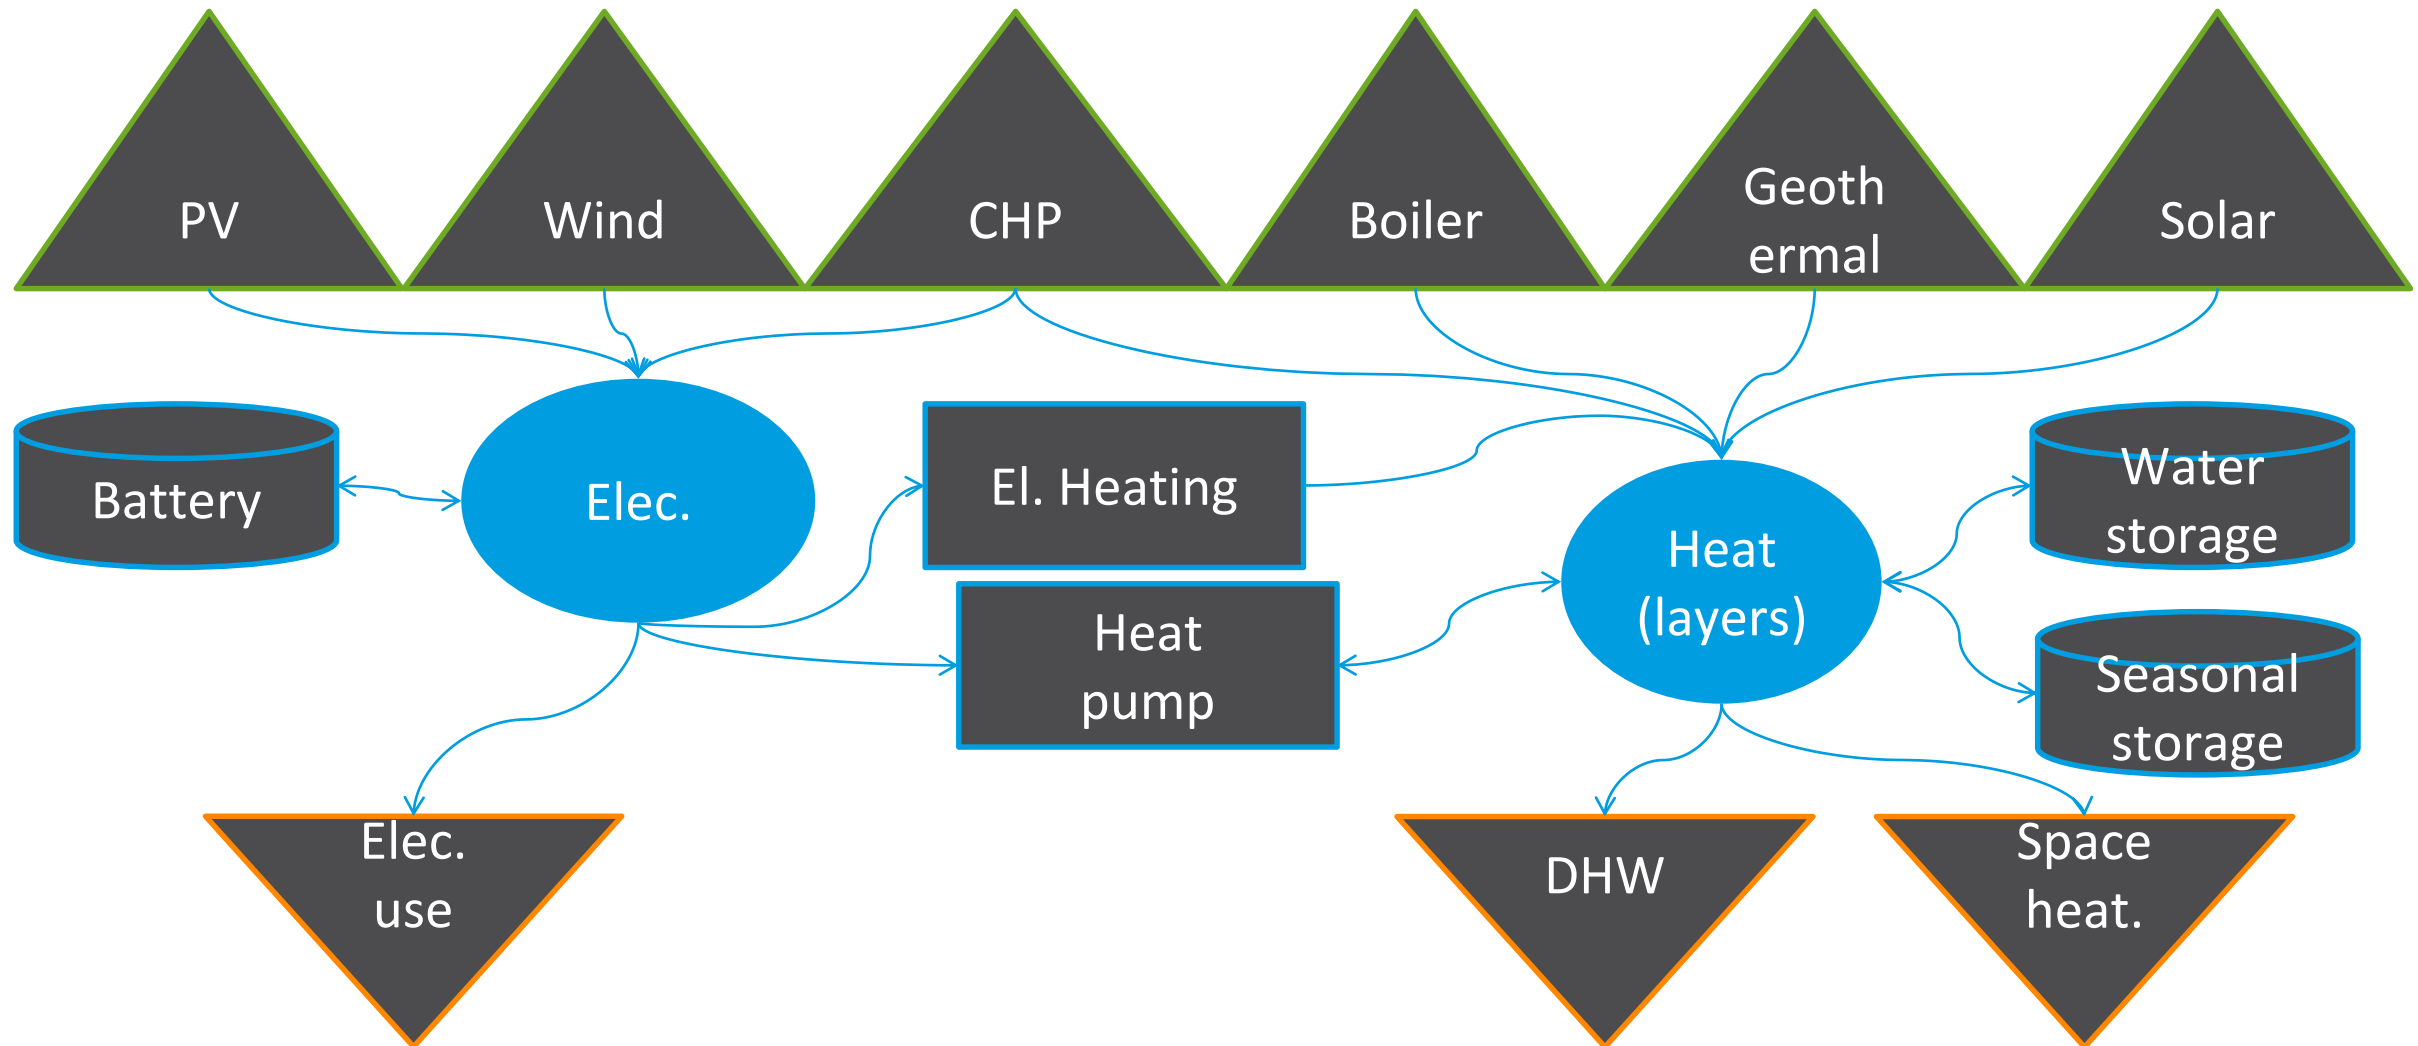 PV
Wind
CHP
Boiler
Geoth
ermal
Solar
Battery
Elec.
El. Heating
Heat
pump
Heat
(layers)
Water
storage
Seasonal
storage
Elec.
use
DHW
Space
heat.